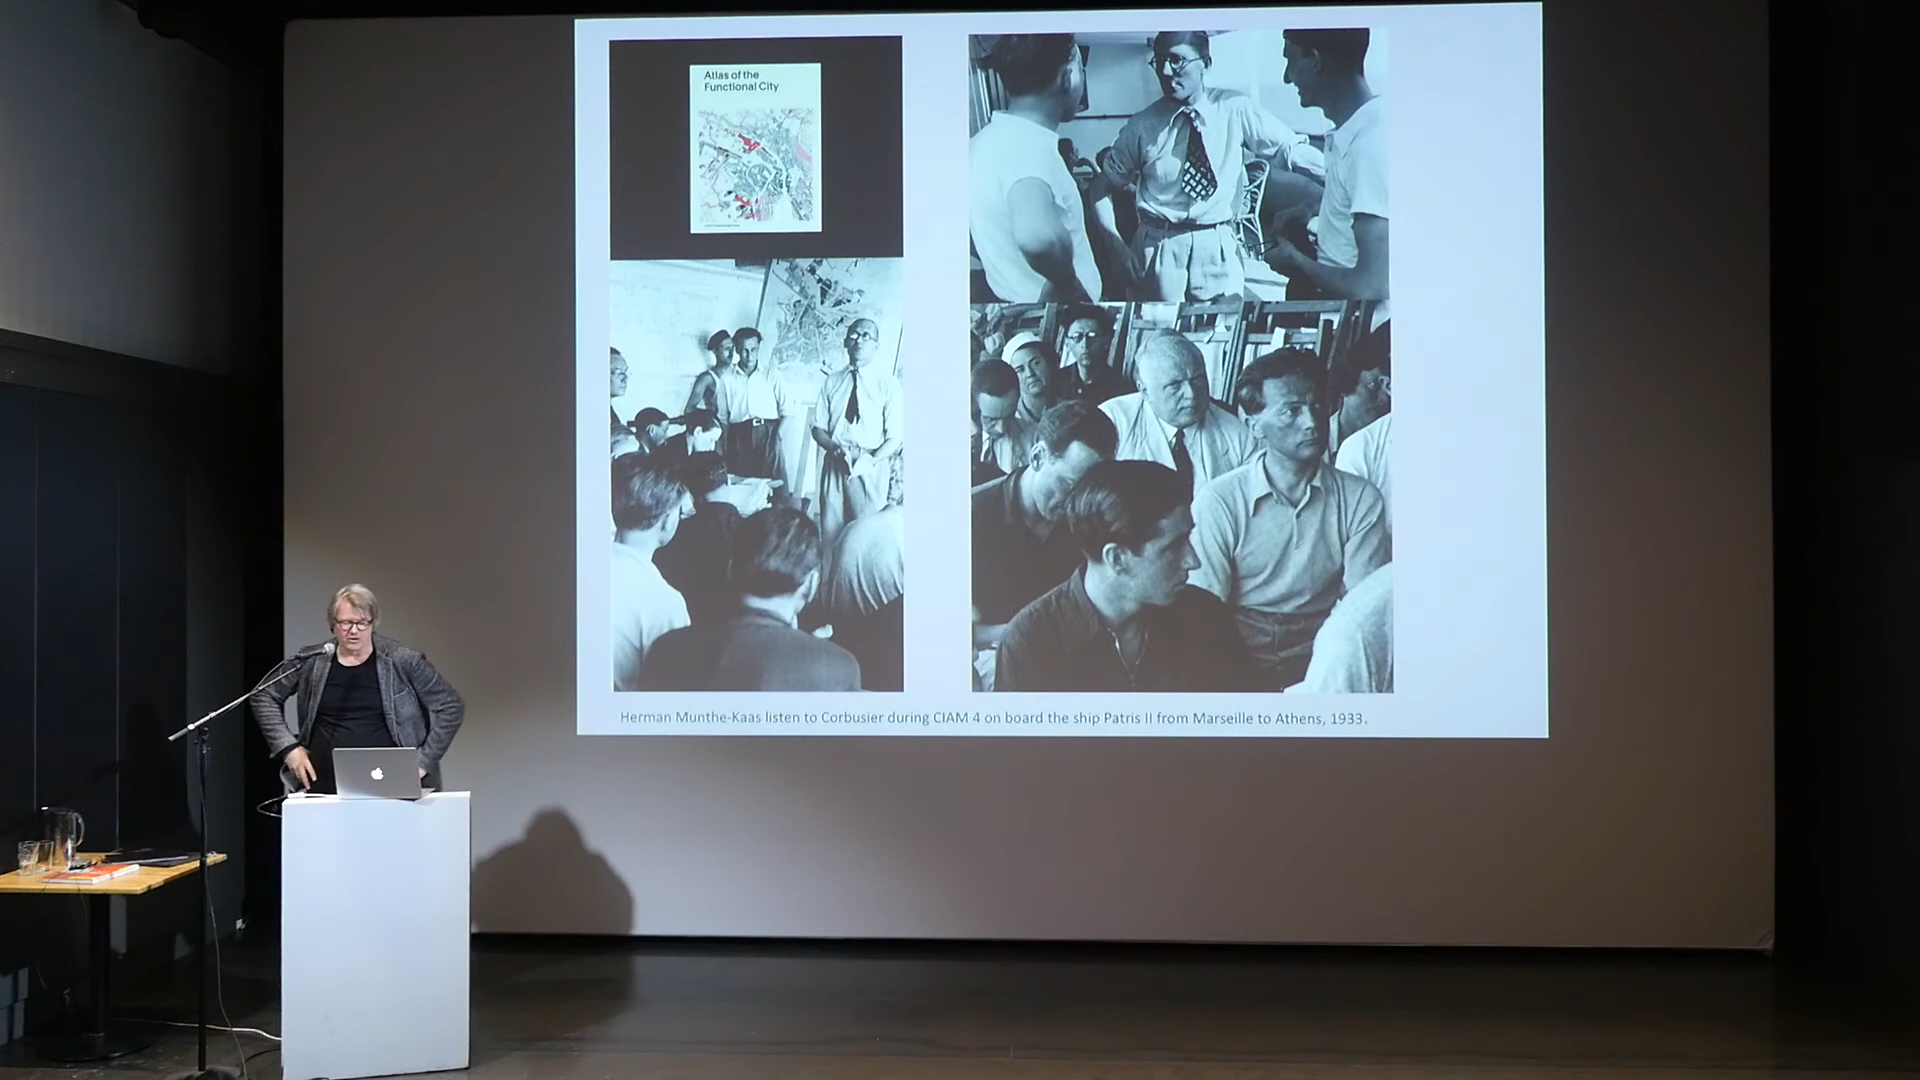 Atlas of the
Functional City
Herman Munthe-Kaas listen to Corbusier during CIAM 4 on board the ship Patris II from Marseille to Athens, 1933.